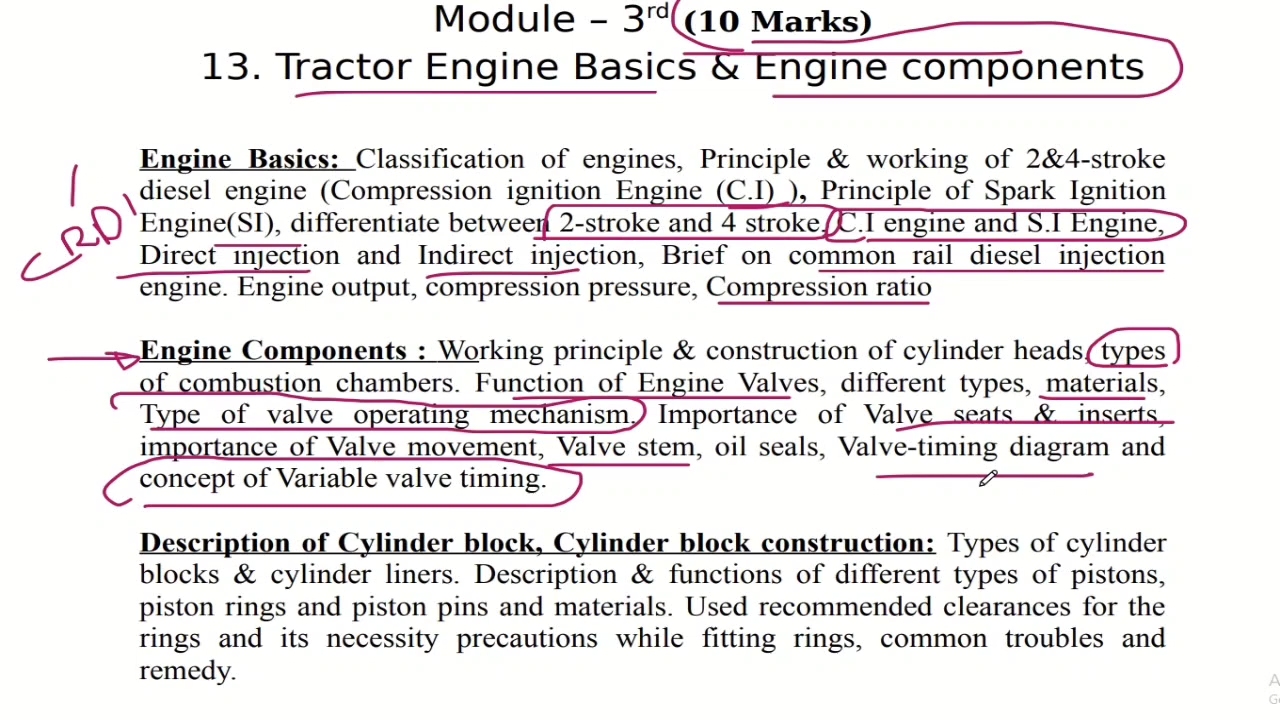 Module – 3rd (10 Marks)
13. Tractor Engine Basics & Engine components
Engine Basics: Classification of engines, Principle & working of 2&4-stroke
diesel engine (Compression ignition Engine (C.I) ), Principle of Spark Ignition
Engine(SI), differentiate between 2-stroke and 4 stroke, C.I engine and S.I Engine,
Direct injection and Indirect injection, Brief on common rail diesel injection
engine. Engine output, compression pressure, Compression ratio
CRDI
Engine Components : Working principle & construction of cylinder heads, types
of combustion chambers. Function of Engine Valves, different types, materials,
Type of valve operating mechanism. Importance of Valve seats & inserts,
importance of Valve movement, Valve stem, oil seals, Valve-timing diagram and
concept of Variable valve timing.
Description of Cylinder block, Cylinder block construction: Types of cylinder
blocks & cylinder liners. Description & functions of different types of pistons,
piston rings and piston pins and materials. Used recommended clearances for the
rings and its necessity precautions while fitting rings, common troubles and
remedy.